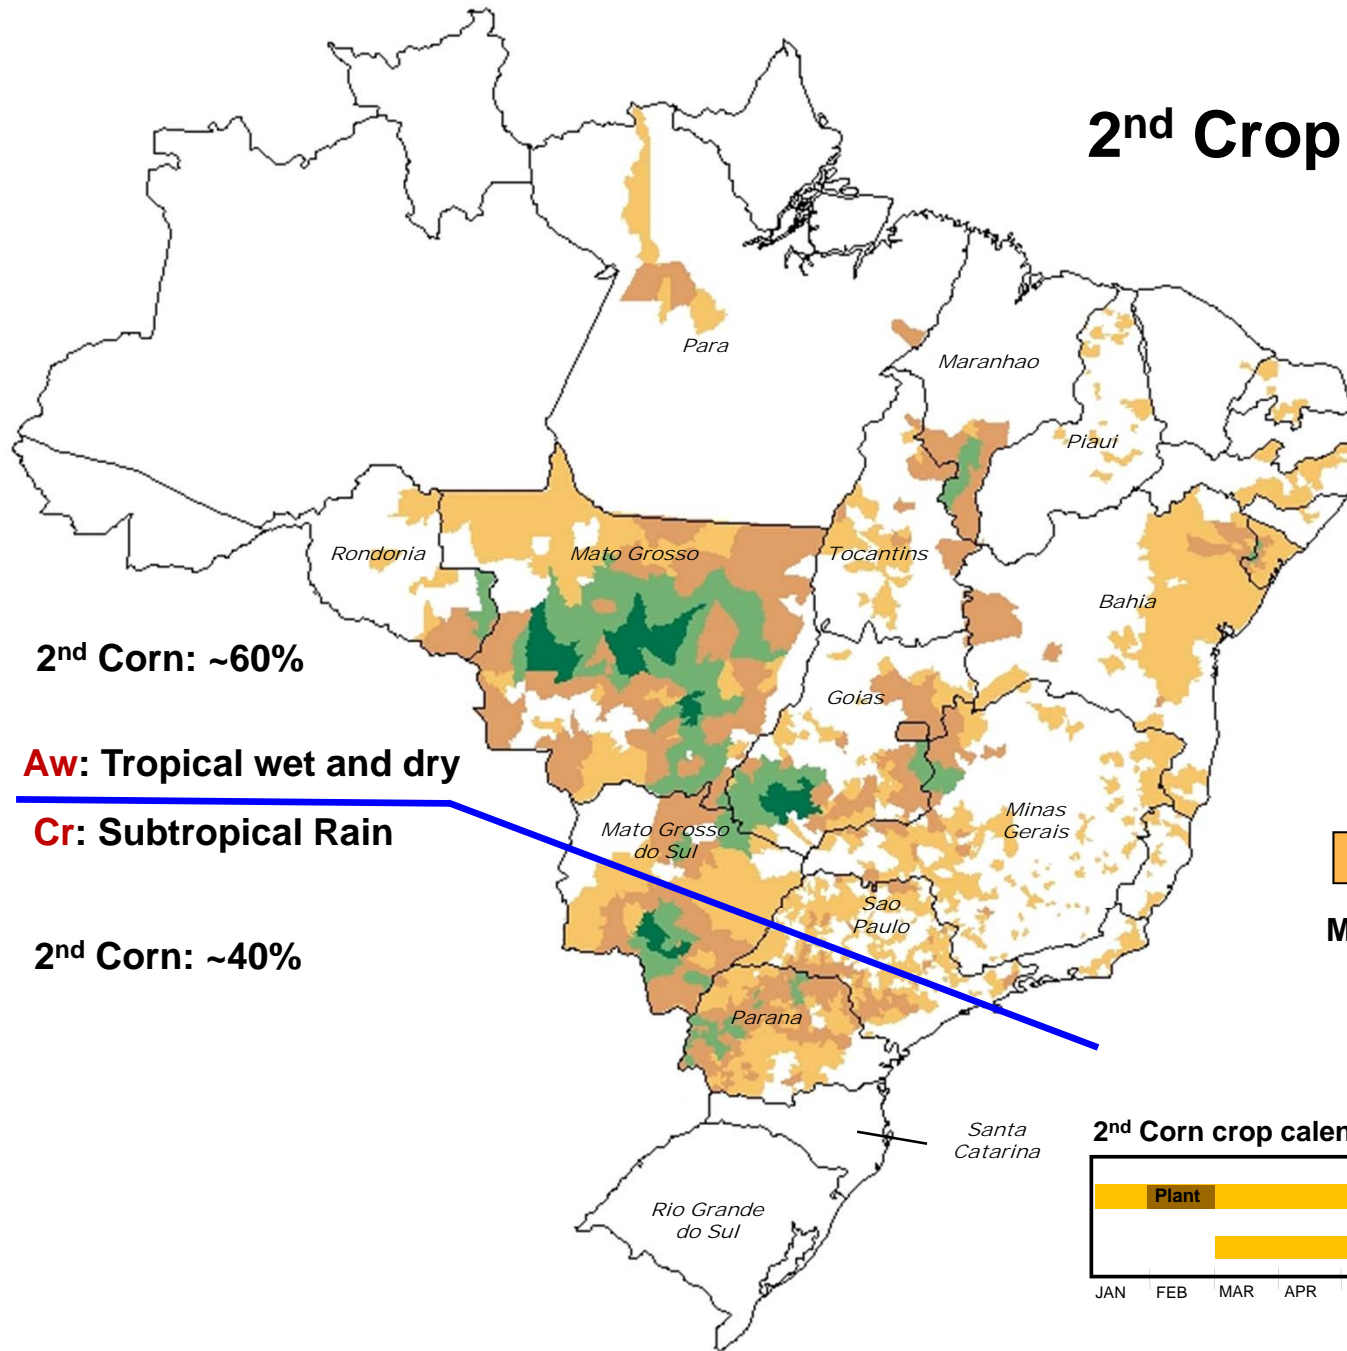 2nd Crop
Para
Maranhao
Piaui
Rondonia
Mato Grosso
Tocantins
Bahia
2nd Corn: ~60%
Goias
Aw: Tropical wet and dry
Cr: Subtropical Rain
Mato Grosso
do Sul
Minas
Gerais
Sao
Paulo
M
2nd Corn: ~40%
Parana
Santa
Catarina
Rio Grande
do Sul
2nd Corn crop calen
Plant
JAN FEB MAR APR